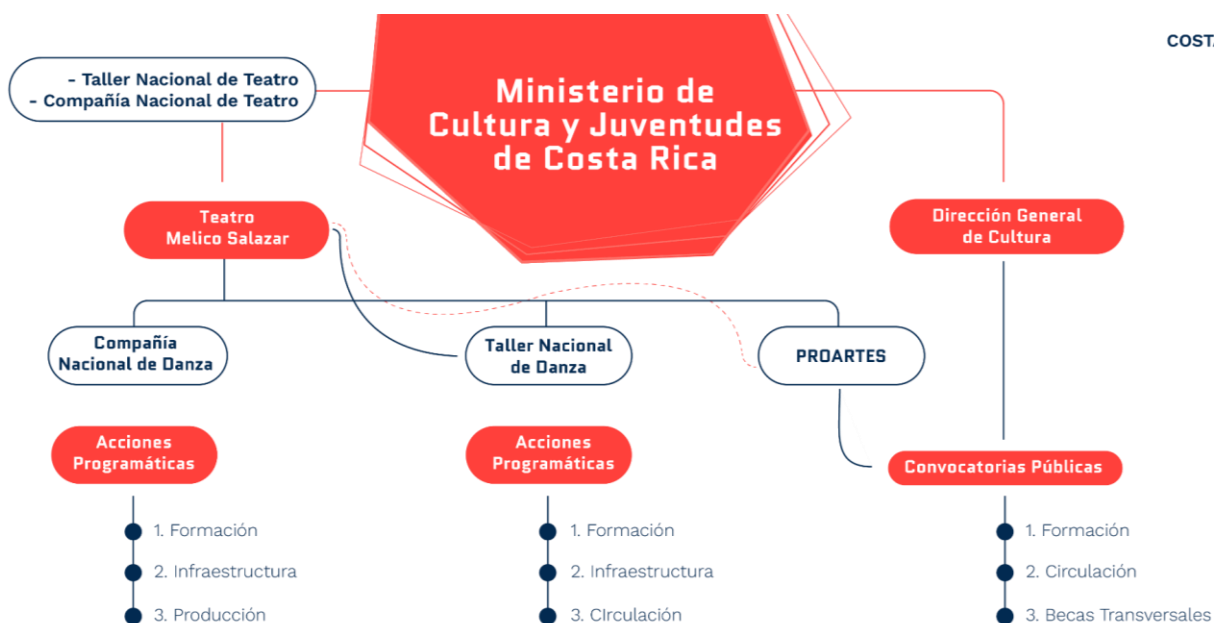 COST
- Taller Nacional de Teatro
- Compañía Nacional de Teatro
Ministerio de
Cultura y Juventudes
de Costa Rica
Teatro
Melico Salazar
Dirección General
de Cultura
Compañía
Nacional de Danza
Taller Nacional
de Danza
PROARTES
Acciones
Programáticas
Acciones
Programáticas
Convocatorias Públicas
1. Formación
2. Infraestructura
3. Producción
1. Formación
2. Infraestructura
3. CIrculación
1. Formación
2. Circulación
3. Becas Transversales